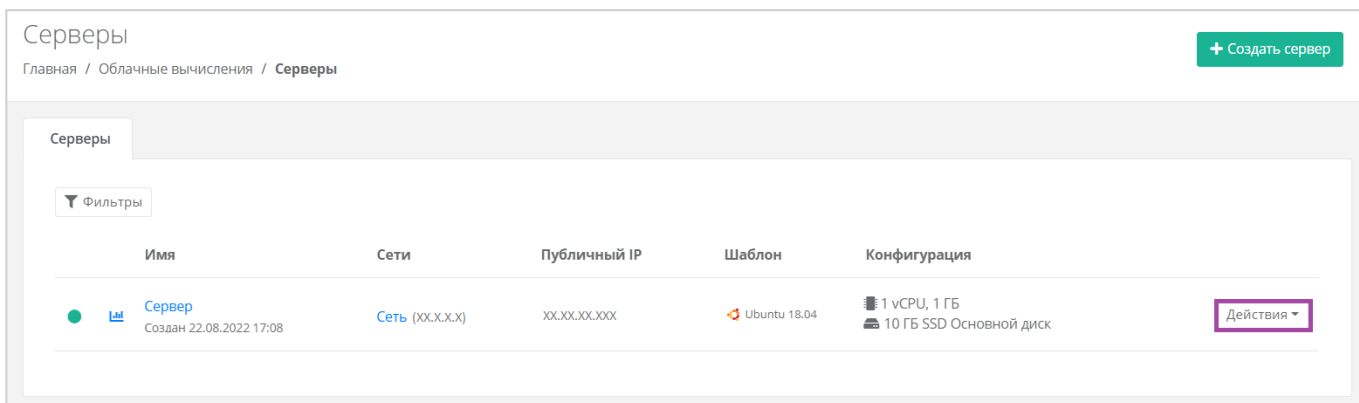 Серверы
Главная / Облачные вычисления / Серверы
+ Создать сервер
Серверы
Фильтры
Имя Сети Публичный IP Шаблон Конфигурация
Сервер
Создан 22.08.2022 17:08
Сеть (XX.X.X.X)
XX.XX.XX.XXX
Ubuntu 18.04
1 vCPU, 1 ГБ
10 ГБ SSD Основной диск
Действия